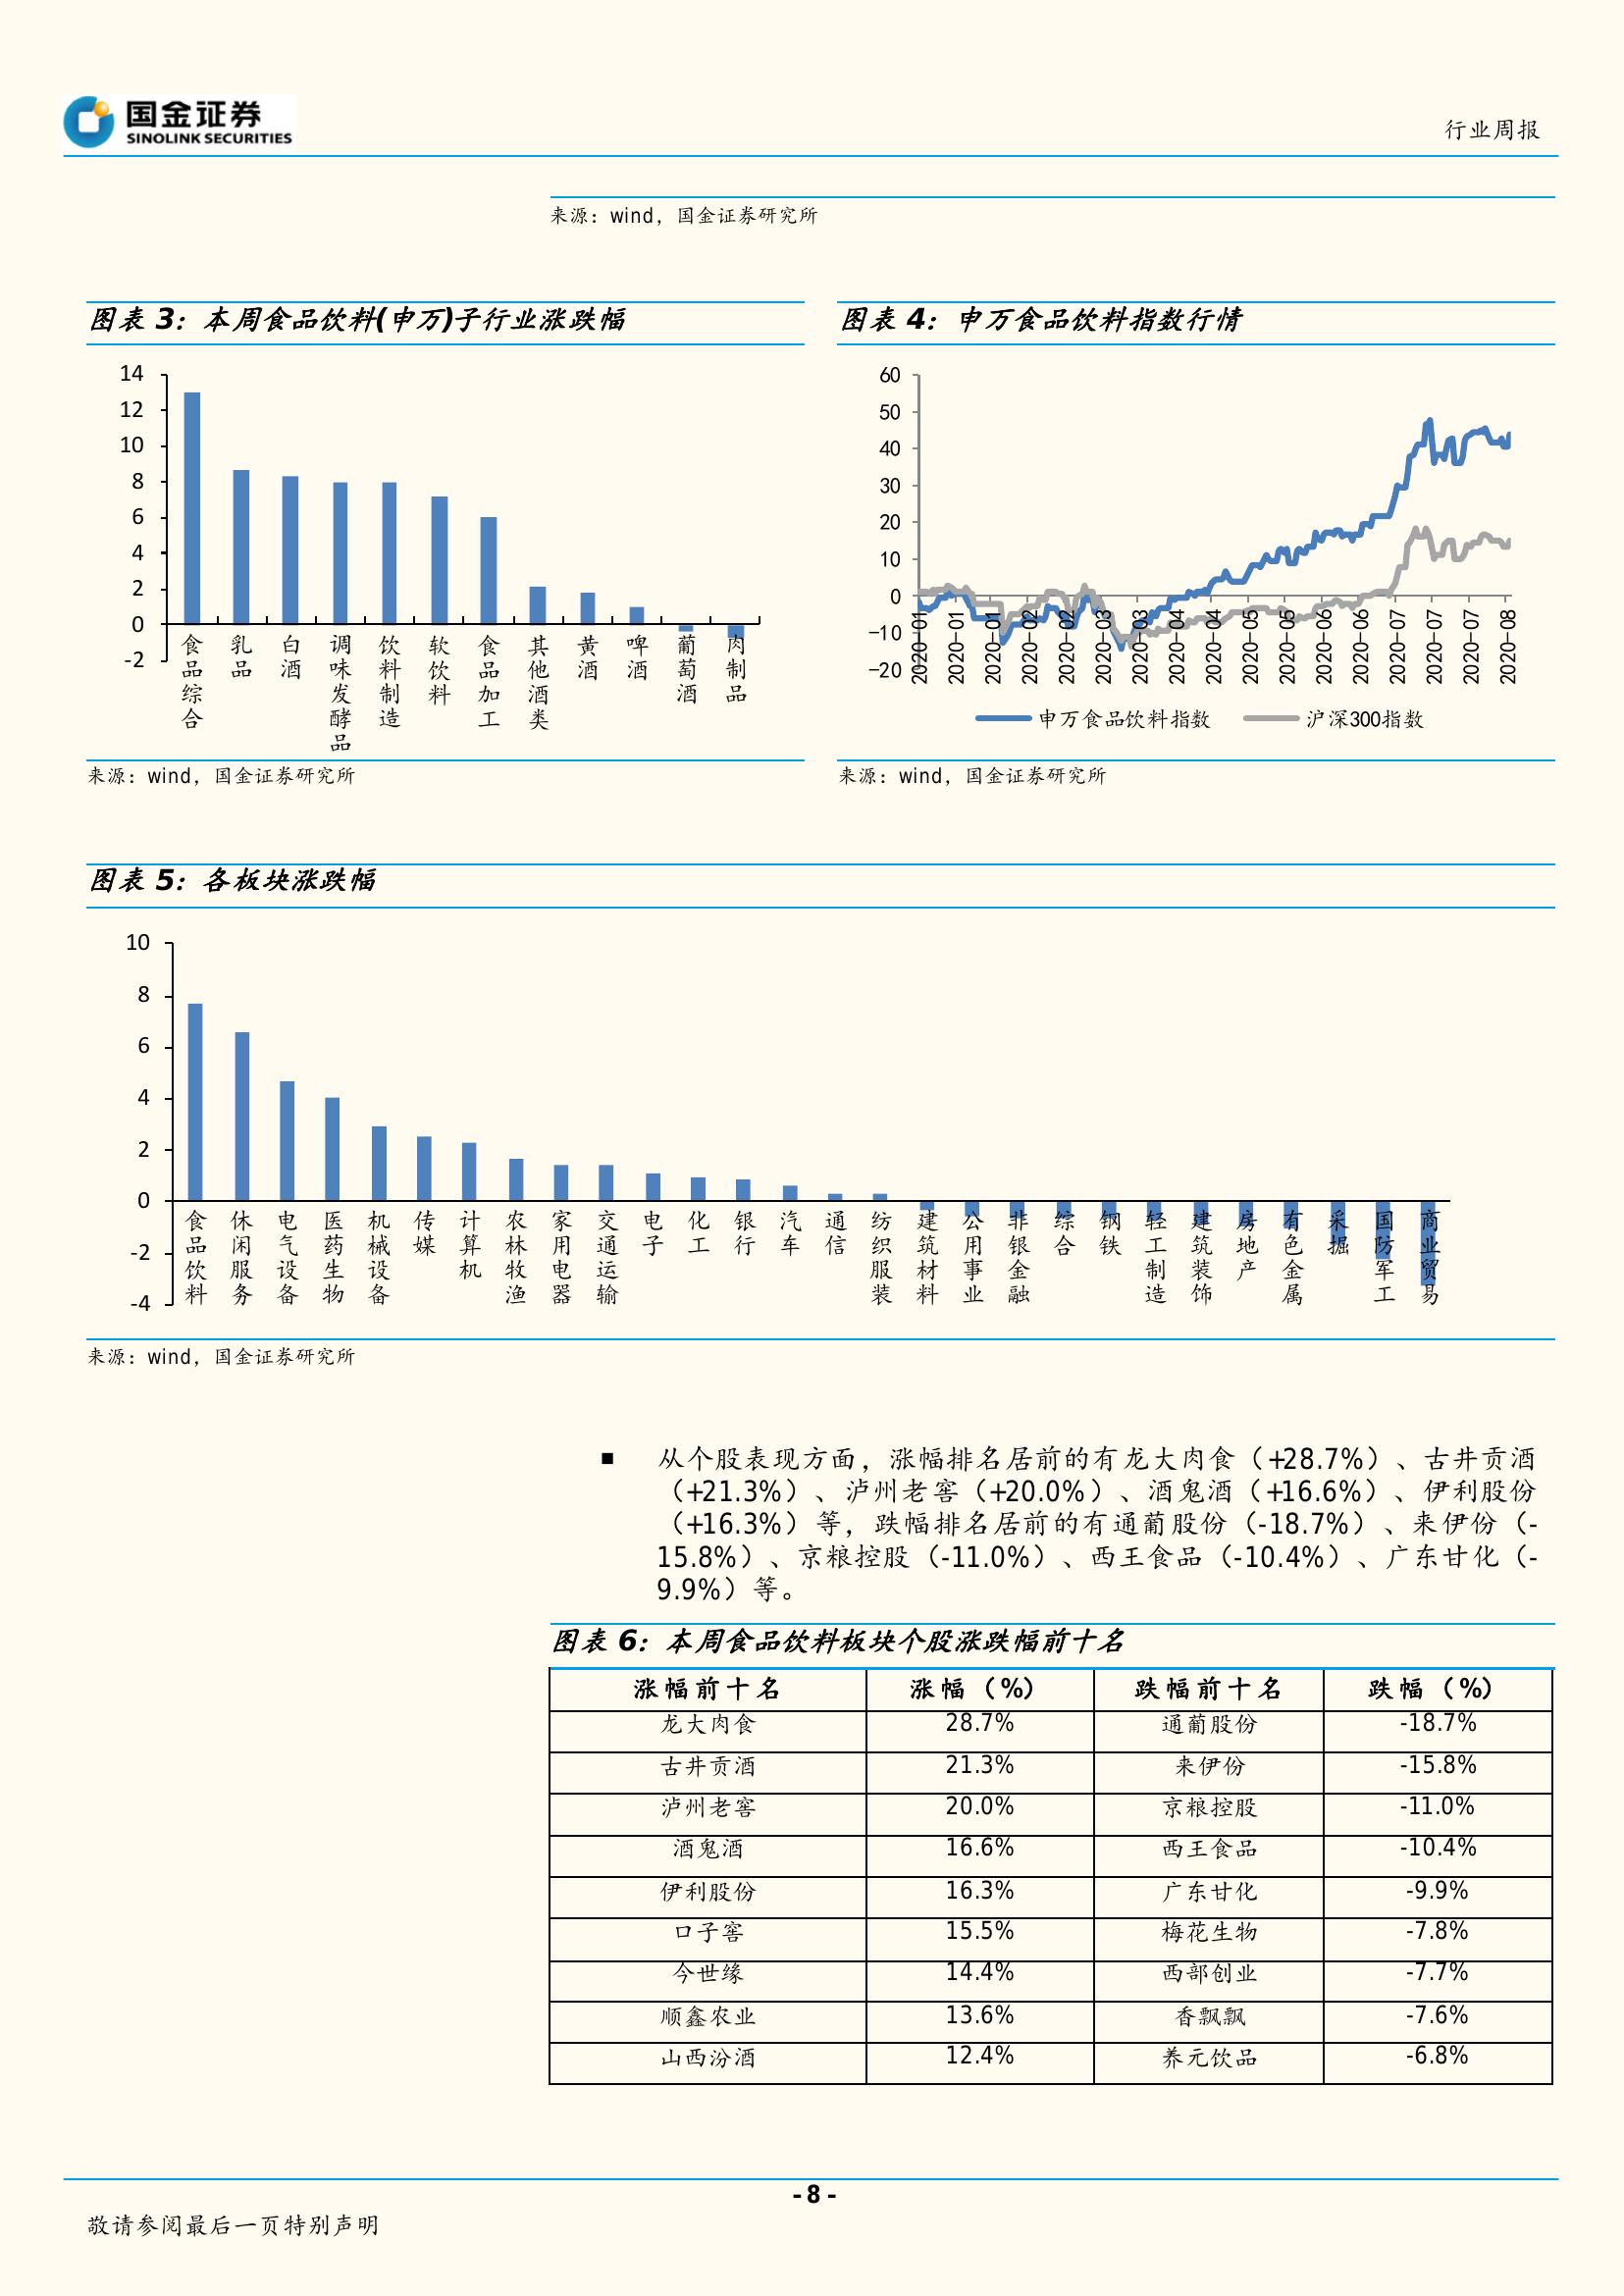 国金证券
SINOLINK SECURITIES
行业周报
来源：wind，国金证券研究所
图表 3：本周食品饮料(申万)子行业涨跌幅
14
12
10
8
6
4
2
0
-2
食品综合
乳品
白酒
调味发酵品
饮料制造
软饮料
食品加工
其他酒类
黄酒
啤酒
葡萄酒
肉制品
来源：wind，国金证券研究所
图表 4：申万食品饮料指数行情
60
50
40
30
20
10
0
-10
-20
2020-01
2020-01
2020-01
2020-02
2020-02
2020-03
2020-03
2020-04
2020-04
2020-05
2020-05
2020-06
2020-06
2020-07
2020-07
2020-07
2020-08
申万食品饮料指数
沪深300指数
来源：wind，国金证券研究所
图表 5：各板块涨跌幅
10
8
6
4
2
0
-2
-4
食品饮料
休闲服务
电气设备
医药生物
机械设备
传媒
计算机
农林牧渔
家用电器
交通运输
电子
化工
银行
汽车
通信
纺织服装
建筑材料
公用事业
非银金融
综合
钢铁
轻工制造
建筑装饰
房地产
有色金属
采掘
国防军工
商业贸易
来源：wind，国金证券研究所
■ 从个股表现方面，涨幅排名居前的有龙大肉食（+28.7%）、古井贡酒
（+21.3%）、泸州老窖（+20.0%）、酒鬼酒（+16.6%）、伊利股份
（+16.3%）等，跌幅排名居前的有通葡股份（-18.7%）、来伊份（-
15.8%）、京粮控股（-11.0%）、西王食品（-10.4%）、广东甘化（-
9.9%）等。
图表 6：本周食品饮料板块个股涨跌幅前十名
涨幅前十名 涨幅（%） 跌幅前十名 跌幅（%）
龙大肉食 28.7% 通葡股份 -18.7%
古井贡酒 21.3% 来伊份 -15.8%
泸州老窖 20.0% 京粮控股 -11.0%
酒鬼酒 16.6% 西王食品 -10.4%
伊利股份 16.3% 广东甘化 -9.9%
口子窖 15.5% 梅花生物 -7.8%
今世缘 14.4% 西部创业 -7.7%
顺鑫农业 13.6% 香飘飘 -7.6%
山西汾酒 12.4% 养元饮品 -6.8%
- 8 -
敬请参阅最后一页特别声明